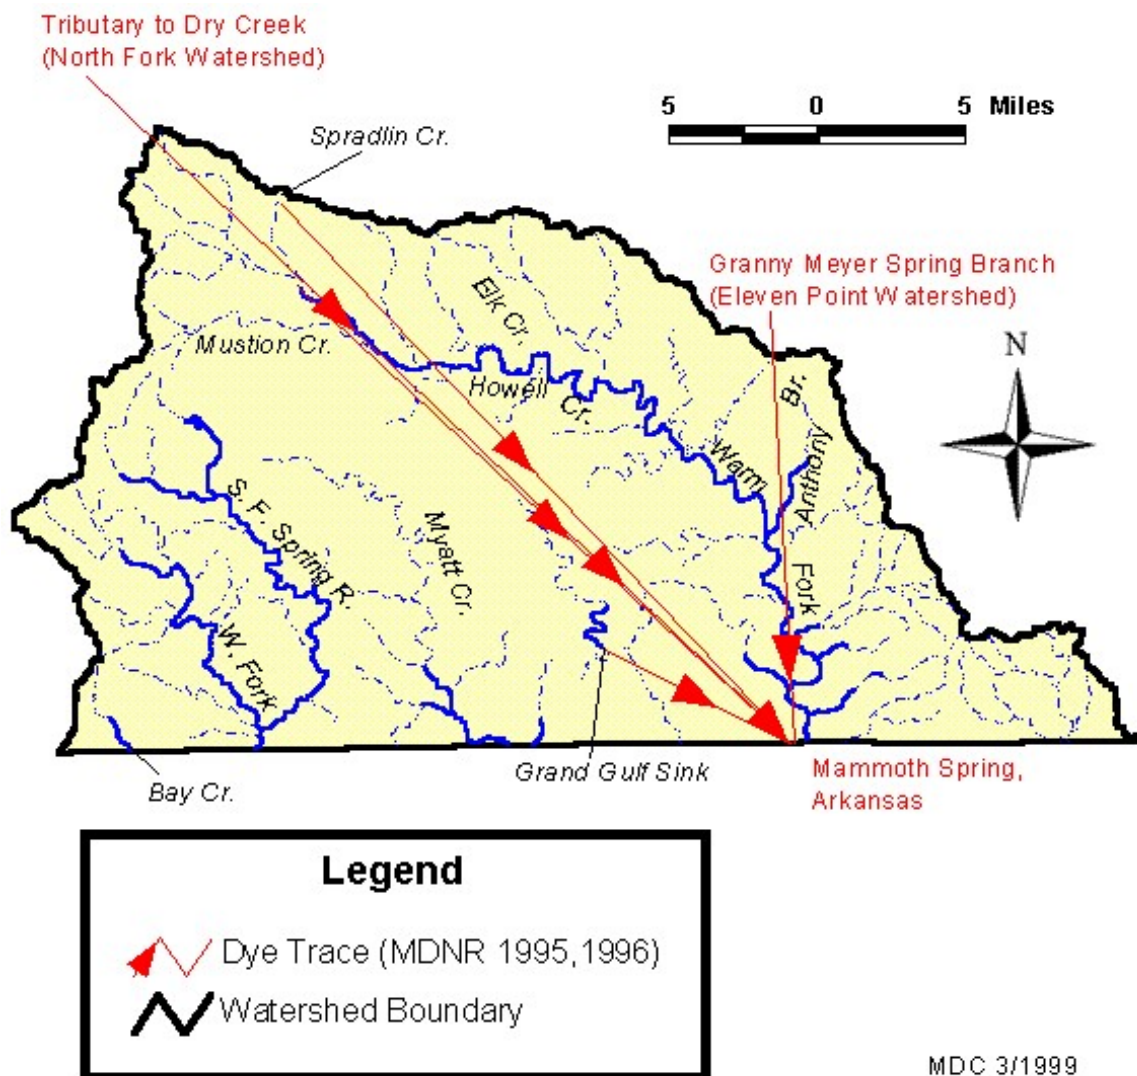 Tributary to Dry Creek
(North Fork Watershed)
5 0 5 Miles
Spradlin Cr.
Granny Meyer Spring Branch
(Eleven Point Watershed)
Elk Cr.
Mustion Cr.
Howell Cr.
N
Warm Fork
Anthony Br.
S. F. Spring R.
Myatt Cr.
W. Fork
Bay Cr.
Grand Gulf Sink
Mammoth Spring,
Arkansas
Legend
Dye Trace (MDNR 1995,1996)
Watershed Boundary
MDC 3/1999